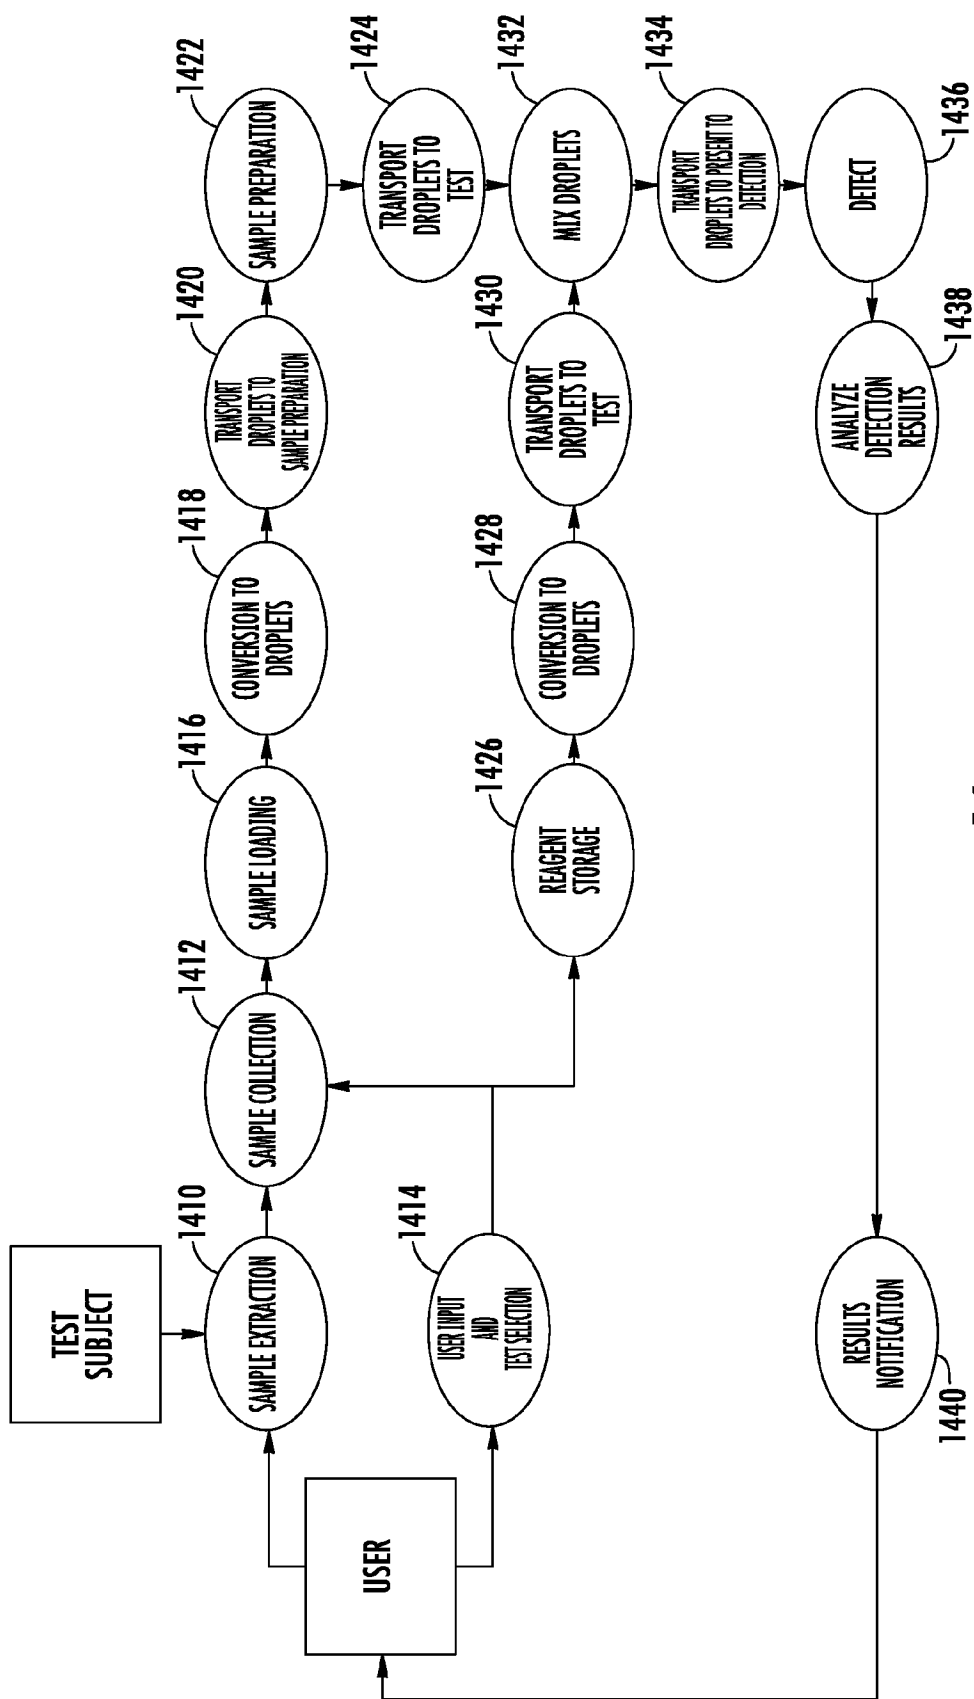 TEST
SUBJECT
USER
1410
SAMPLE EXTRACTION
1412
SAMPLE COLLECTION
1416
SAMPLE LOADING
1418
CONVERSION TO
DROPLETS
1420
TRANSPORT
DROPLETS TO
SAMPLE PREPARATION
1422
SAMPLE PREPARATION
1424
TRANSPORT
DROPLETS TO
TEST
1414
USER INPUT
AND
TEST SELECTION
1426
REAGENT
STORAGE
1428
CONVERSION TO
DROPLETS
1430
TRANSPORT
DROPLETS TO
TEST
1432
MIX DROPLETS
1434
TRANSPORT
DROPLETS TO PRESENT TO
DETECTION
1436
DETECT
1438
ANALYZE
DETECTION
RESULTS
1440
RESULTS
NOTIFICATION